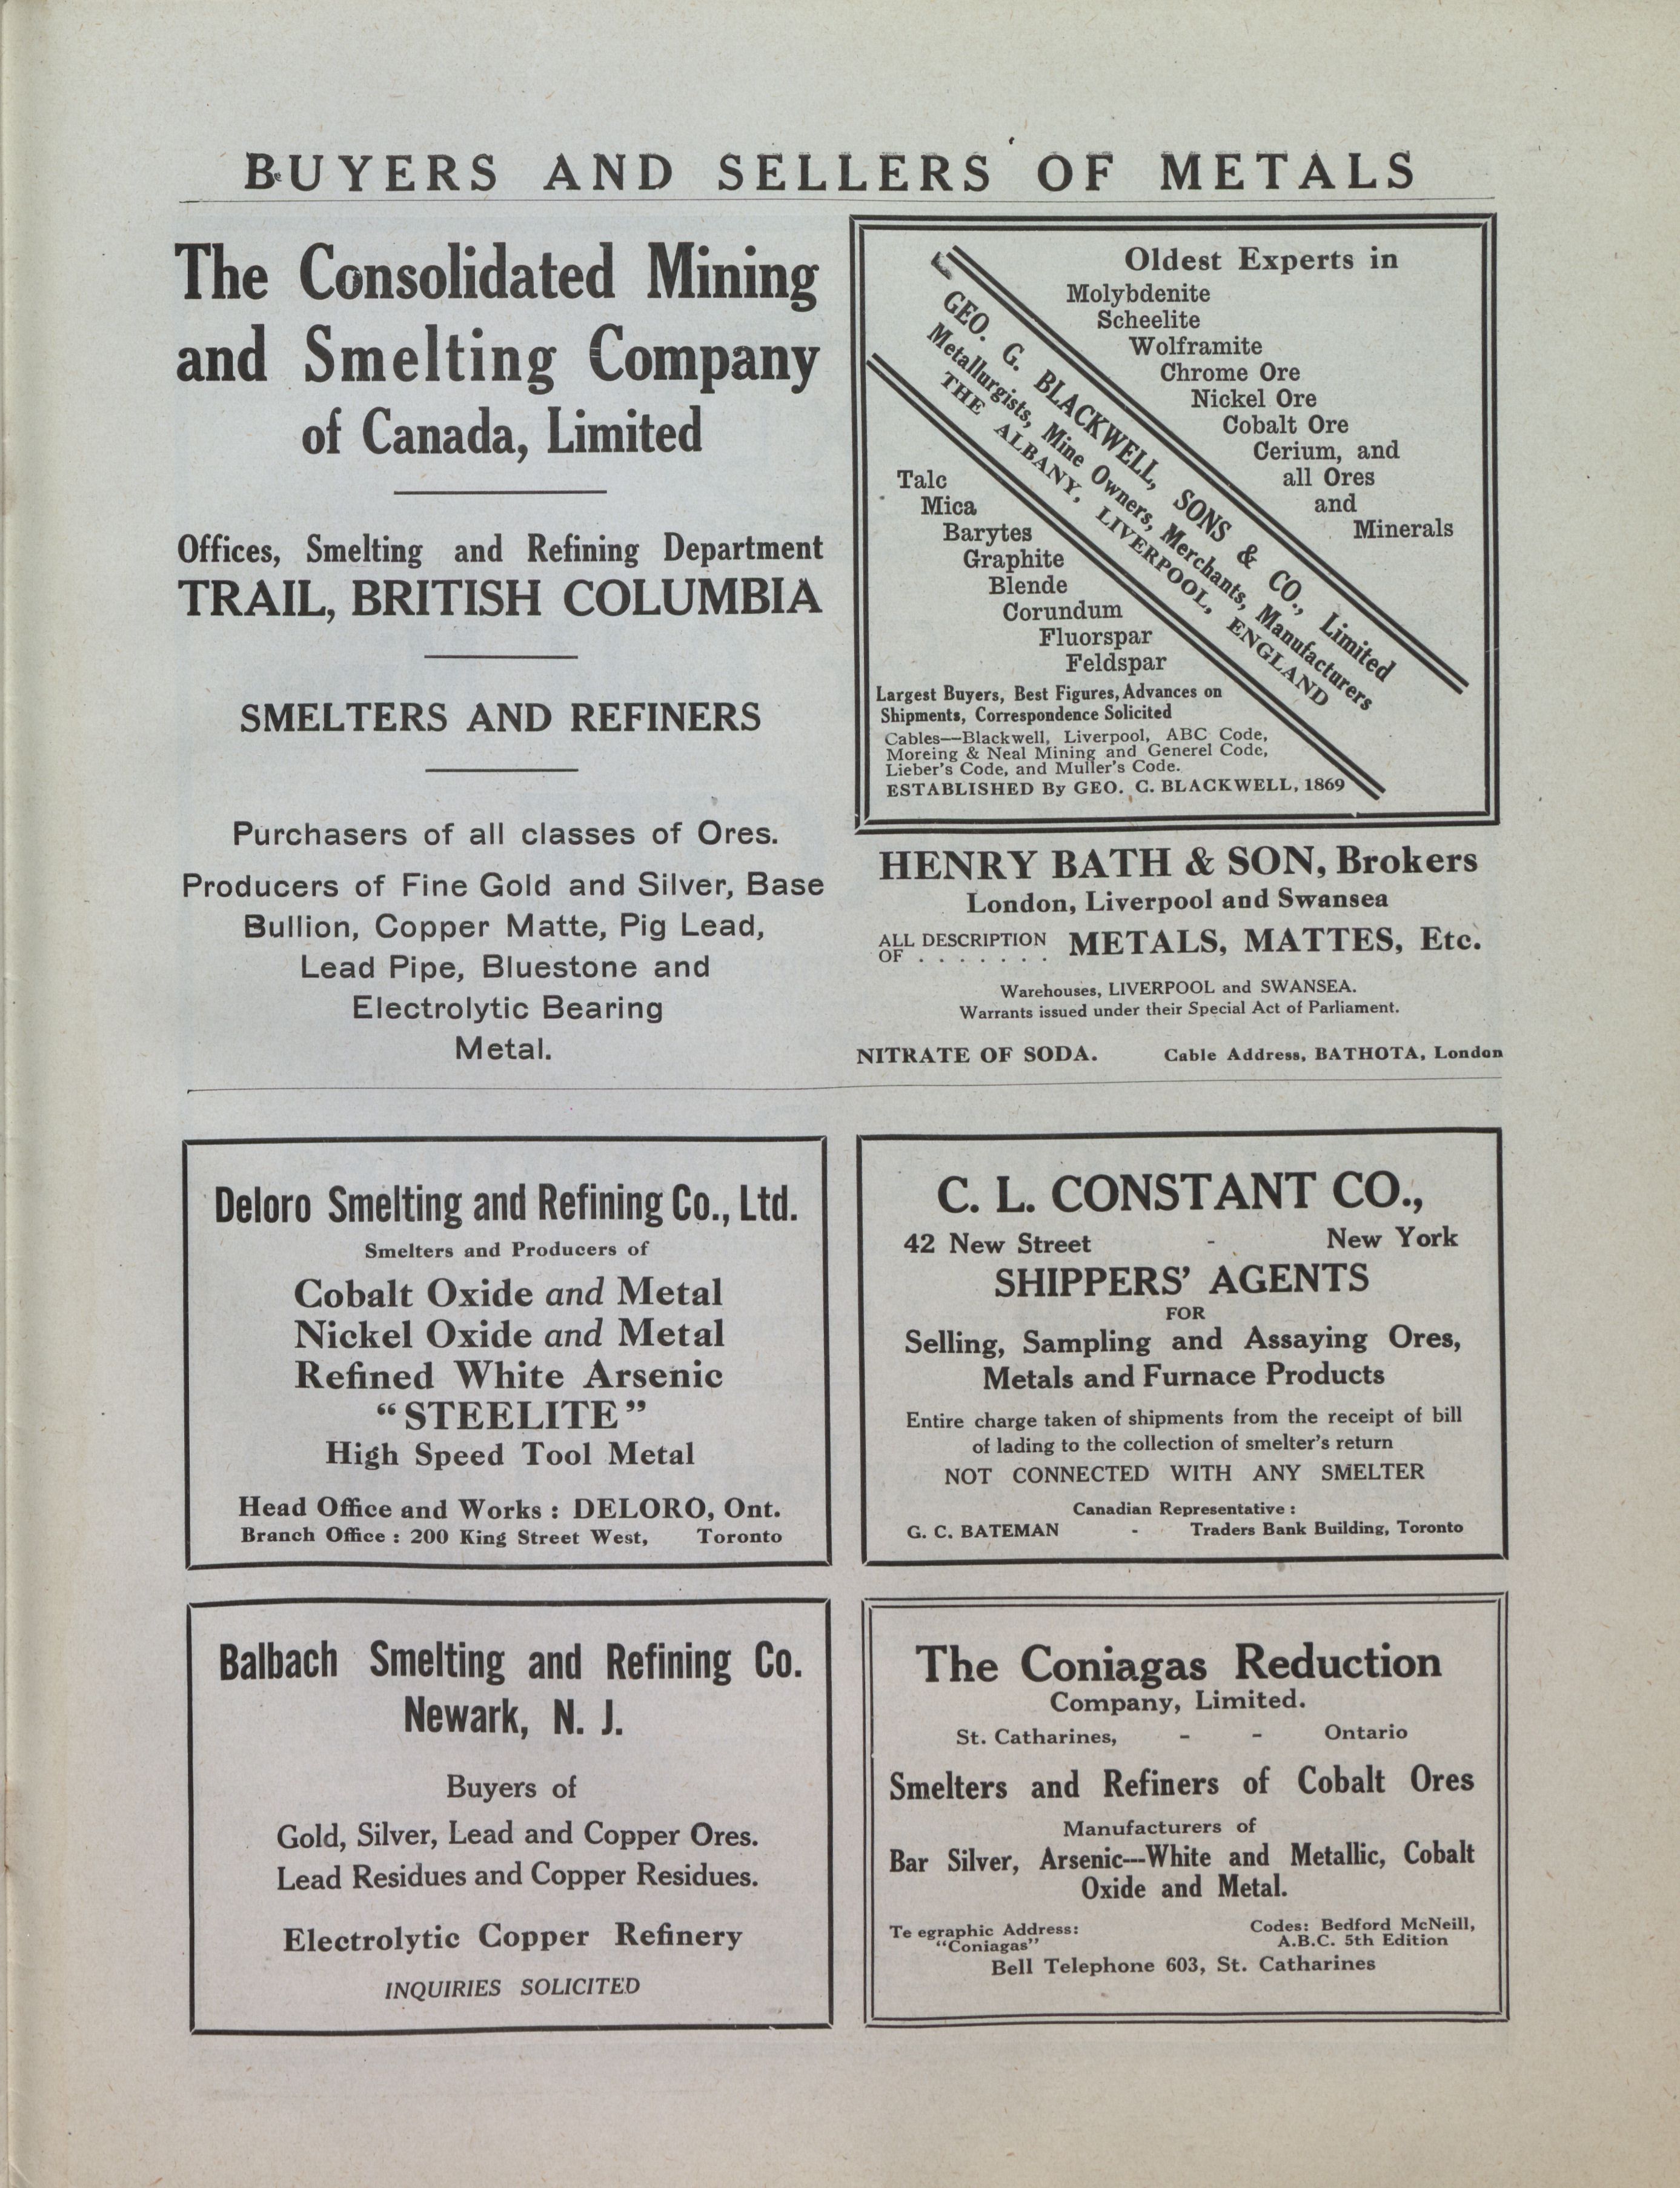 BUYERS AND SELLERS OF METALS
The Consolidated Mining
and Smelting Company
of Canada, Limited
Offices, Smelting and Refining Department
TRAIL, BRITISH COLUMBIA
SMELTERS AND REFINERS
Purchasers of all classes of Ores.
Producers of Fine Gold and Silver, Base
Bullion, Copper Matte, Pig Lead,
Lead Pipe, Bluestone and
Electrolytic Bearing
Metal.
Oldest Experts in
Molybdenite
Scheelite
Wolframite
Chrome Ore
Nickel Ore
Cobalt Ore
Cerium, and
all Ores
and
Minerals
GEO. G. BLACKWELL, SONS & CO., Limited
Metallurgists, Mine Owners, Merchants, Manufacturers
THE ALBANY, LIVERPOOL, ENGLAND
Talc
Mica
Barytes
Graphite
Blende
Corundum
Fluorspar
Feldspar
Largest Buyers, Best Figures, Advances on
Shipments, Correspondence Solicited
Cables—Blackwell, Liverpool, ABC Code,
Moreing & Neal Mining and Generel Code,
Lieber's Code, and Muller's Code.
ESTABLISHED By GEO. C. BLACKWELL, 1869
HENRY BATH & SON, Brokers
London, Liverpool and Swansea
ALL DESCRIPTION
OF . . . . . . . METALS, MATTES, Etc.
Warehouses, LIVERPOOL and SWANSEA.
Warrants issued under their Special Act of Parliament.
NITRATE OF SODA. Cable Address, BATHOTA, London
Deloro Smelting and Refining Co., Ltd.
Smelters and Producers of
Cobalt Oxide and Metal
Nickel Oxide and Metal
Refined White Arsenic
“STEELITE”
High Speed Tool Metal
Head Office and Works : DELORO, Ont.
Branch Office : 200 King Street West, Toronto
C. L. CONSTANT CO.,
42 New Street - New York
SHIPPERS’ AGENTS
FOR
Selling, Sampling and Assaying Ores,
Metals and Furnace Products
Entire charge taken of shipments from the receipt of bill
of lading to the collection of smelter's return
NOT CONNECTED WITH ANY SMELTER
Canadian Representative :
G. C. BATEMAN - Traders Bank Building, Toronto
Balbach Smelting and Refining Co.
Newark, N. J.
Buyers of
Gold, Silver, Lead and Copper Ores.
Lead Residues and Copper Residues.
Electrolytic Copper Refinery
INQUIRIES SOLICITED
The Coniagas Reduction
Company, Limited.
St. Catharines, - - Ontario
Smelters and Refiners of Cobalt Ores
Manufacturers of
Bar Silver, Arsenic---White and Metallic, Cobalt
Oxide and Metal.
Te egraphic Address:
“Coniagas”
Codes: Bedford McNeill,
A.B.C. 5th Edition
Bell Telephone 603, St. Catharines